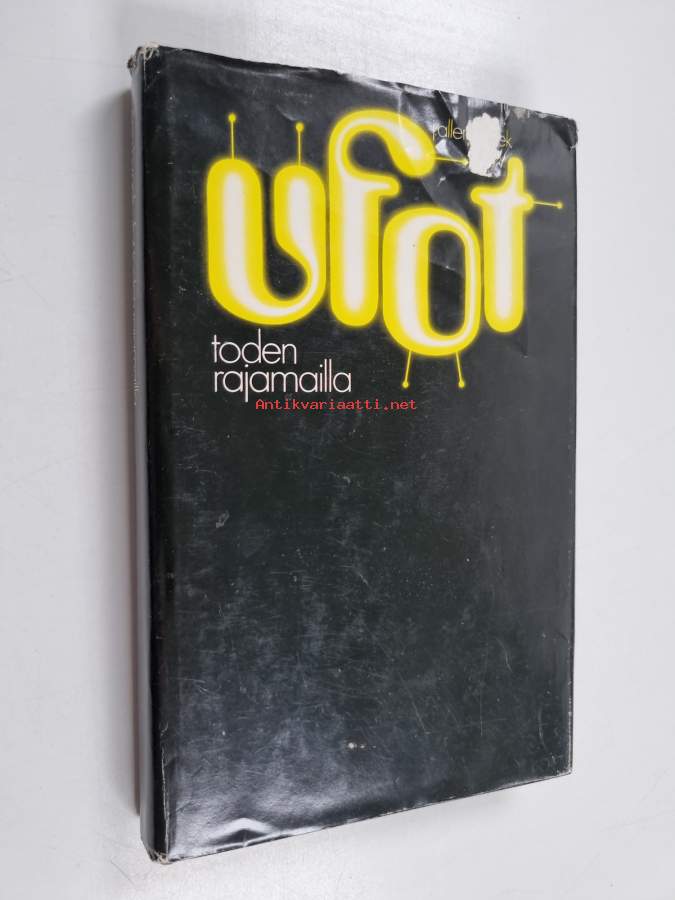 ufot
toden
rajamailla
Antikvariaatti.net